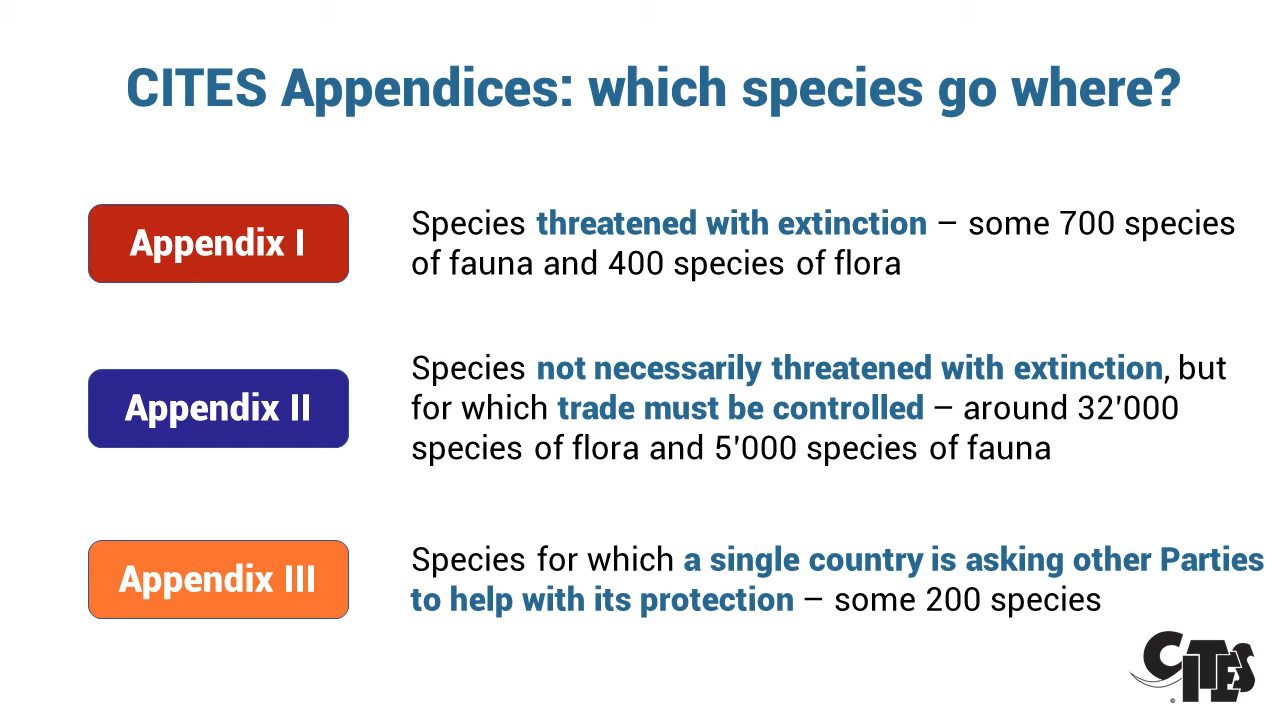 CITES Appendices: which species go where?
Appendix I
Species threatened with extinction – some 700 species
of fauna and 400 species of flora
Appendix II
Species not necessarily threatened with extinction, but
for which trade must be controlled – around 32'000
species of flora and 5'000 species of fauna
Appendix III
Species for which a single country is asking other Parties
to help with its protection – some 200 species
CITES
®